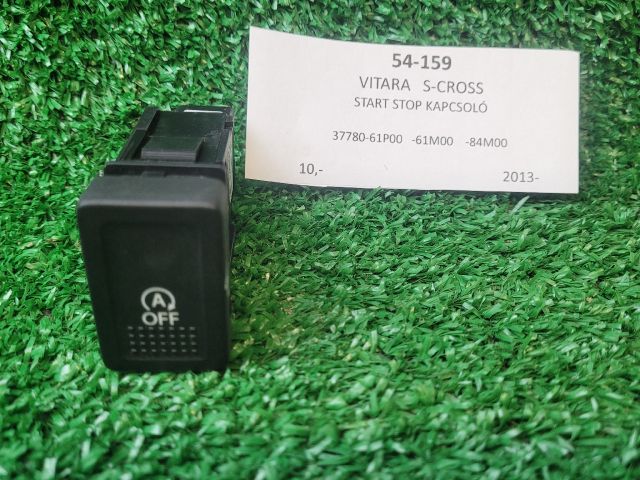 54-159
VITARA S-CROSS
START STOP KAPCSOLÓ
37780-61P00 -61M00 -84M00
10,- 2013-
A
OFF